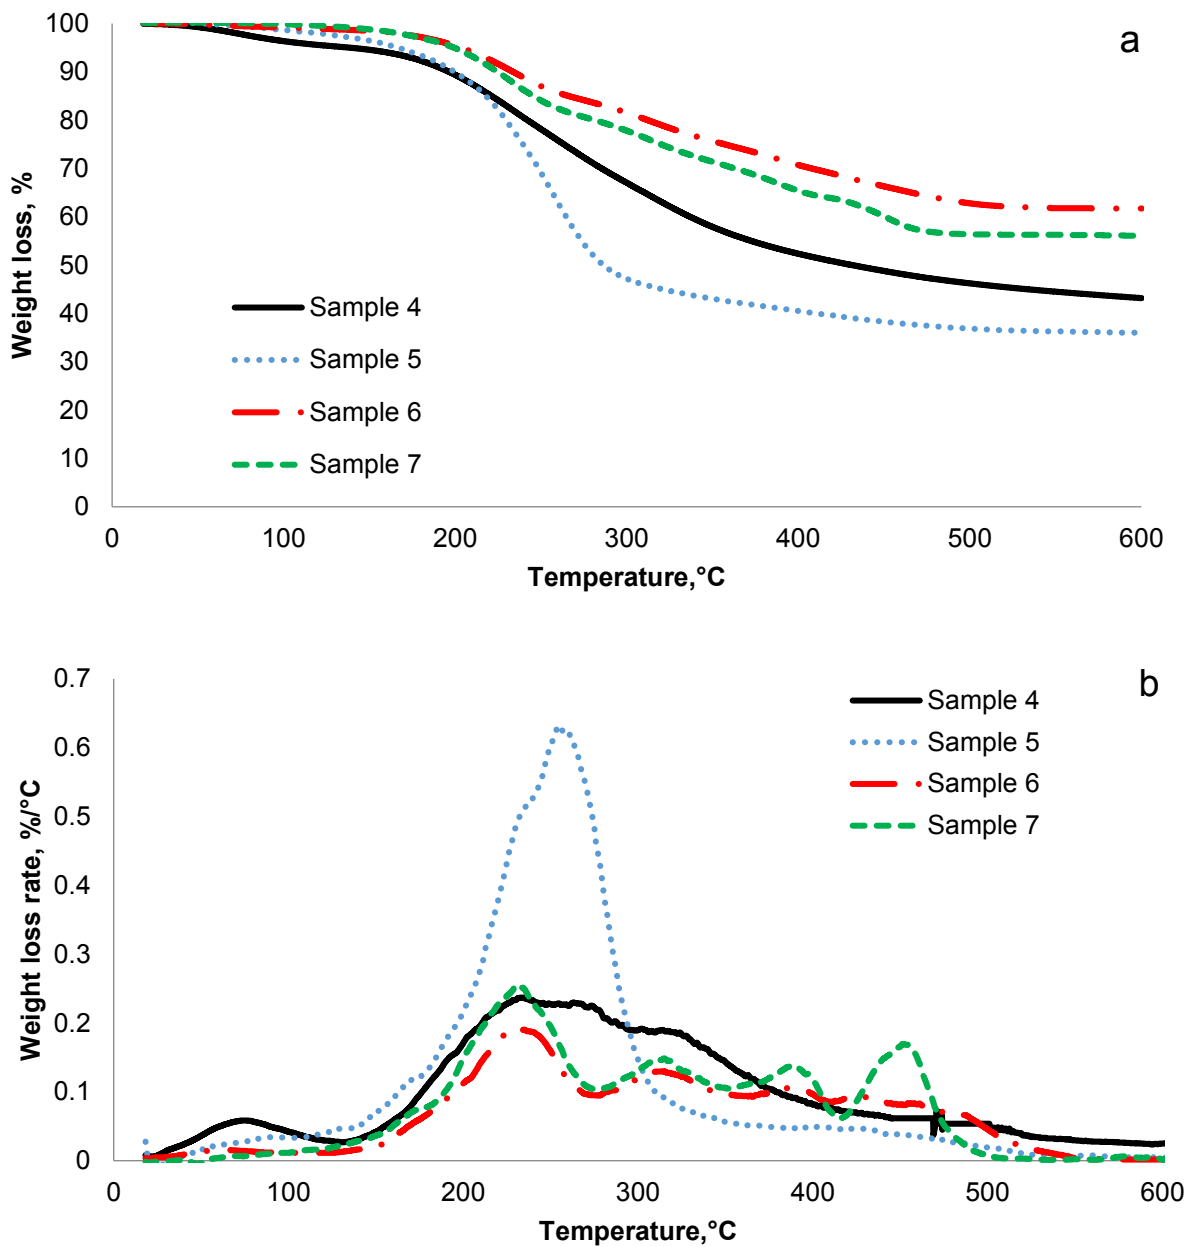 a
100
90
80
70
60
50
40
30
20
10
0
Weight loss, %
Sample 4
Sample 5
Sample 6
Sample 7
0 100 200 300 400 500 600
Temperature,°C
b
0.7
0.6
0.5
0.4
0.3
0.2
0.1
0
Weight loss rate, %/°C
Sample 4
Sample 5
Sample 6
Sample 7
0 100 200 300 400 500 600
Temperature,°C